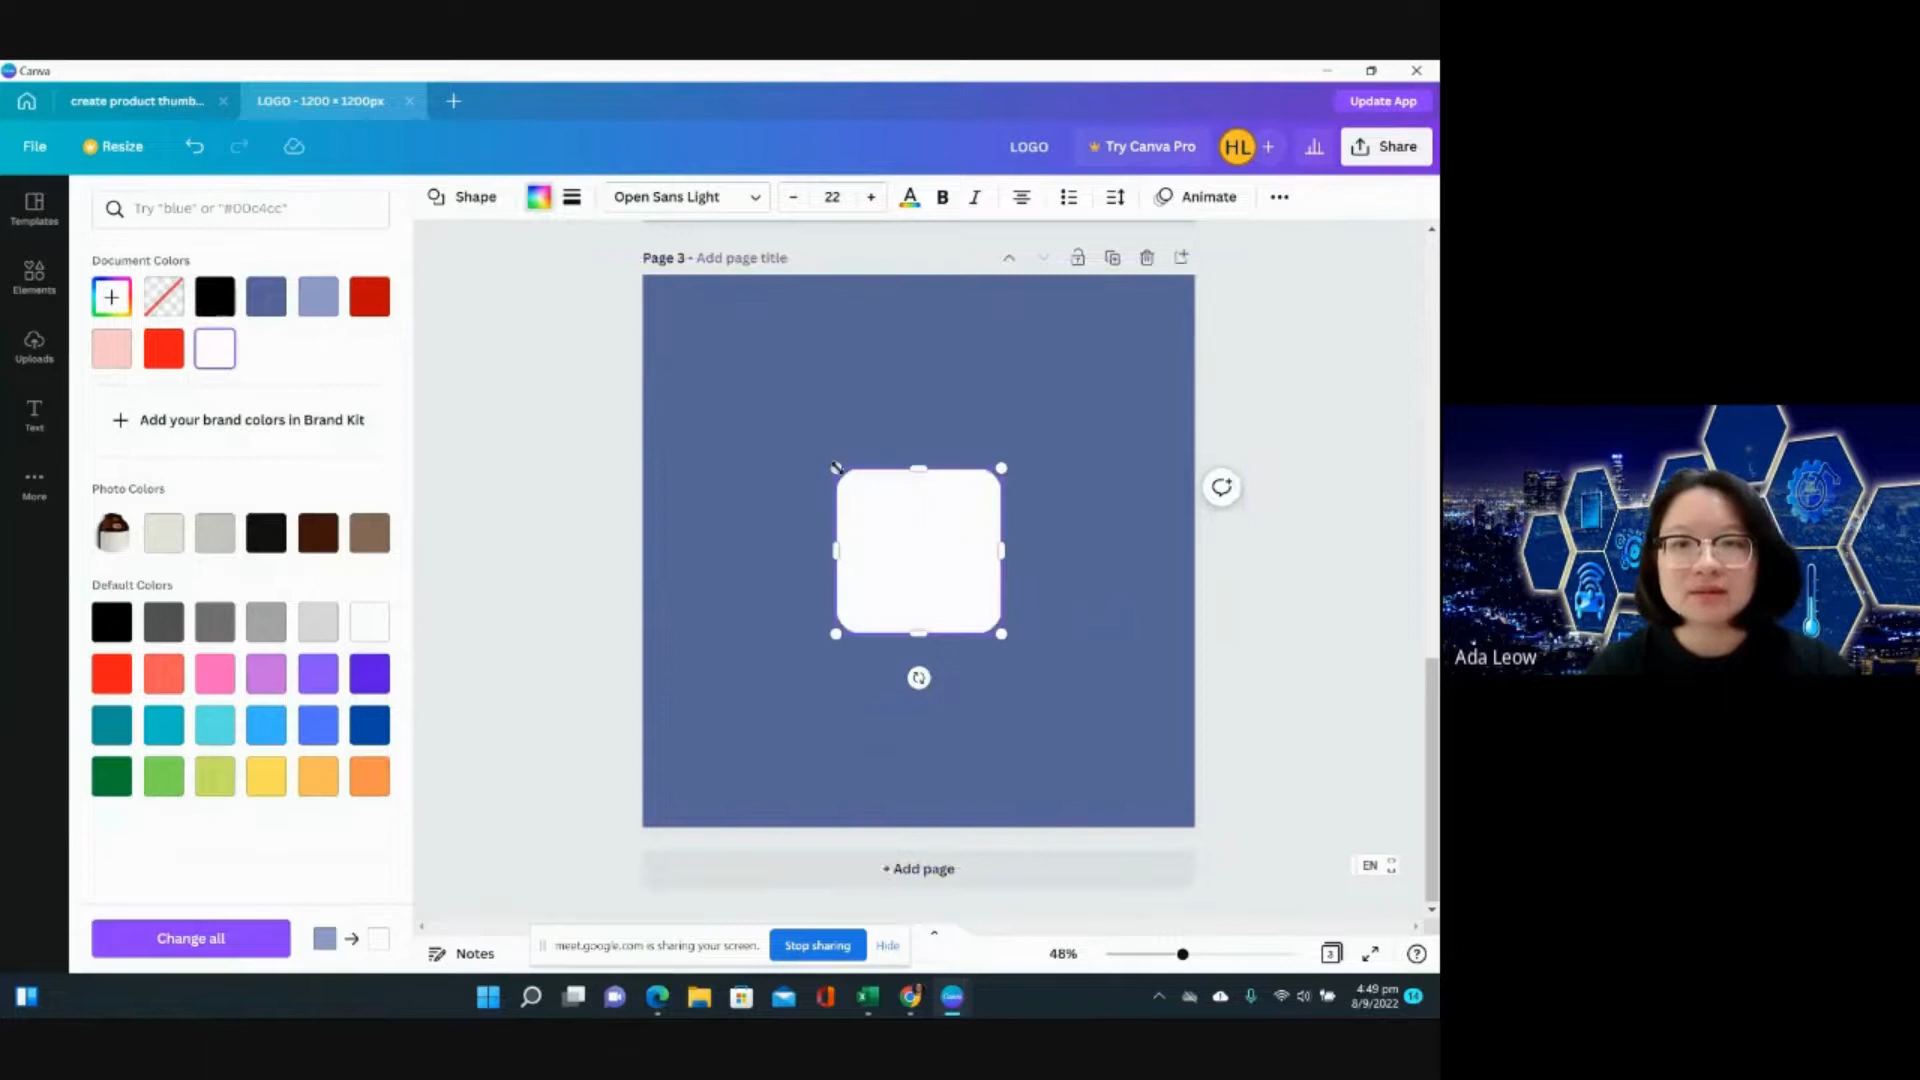 Canva
create product thumb...
LOGO - 1200 × 1200px
Update App
File
Resize
LOGO
Try Canva Pro
HL
Share
Templates
Elements
Uploads
Text
More
Try "blue" or "#00c4cc"
Shape
Open Sans Light
22
A
B
I
Animate
Document Colors
Add your brand colors in Brand Kit
Photo Colors
Default Colors
Change all
Page 3 - Add page title
+ Add page
EN
Notes
meet.google.com is sharing your screen.
Stop sharing
Hide
48%
3
?
Canva
4:49 pm
8/9/2022
14
Ada Leow